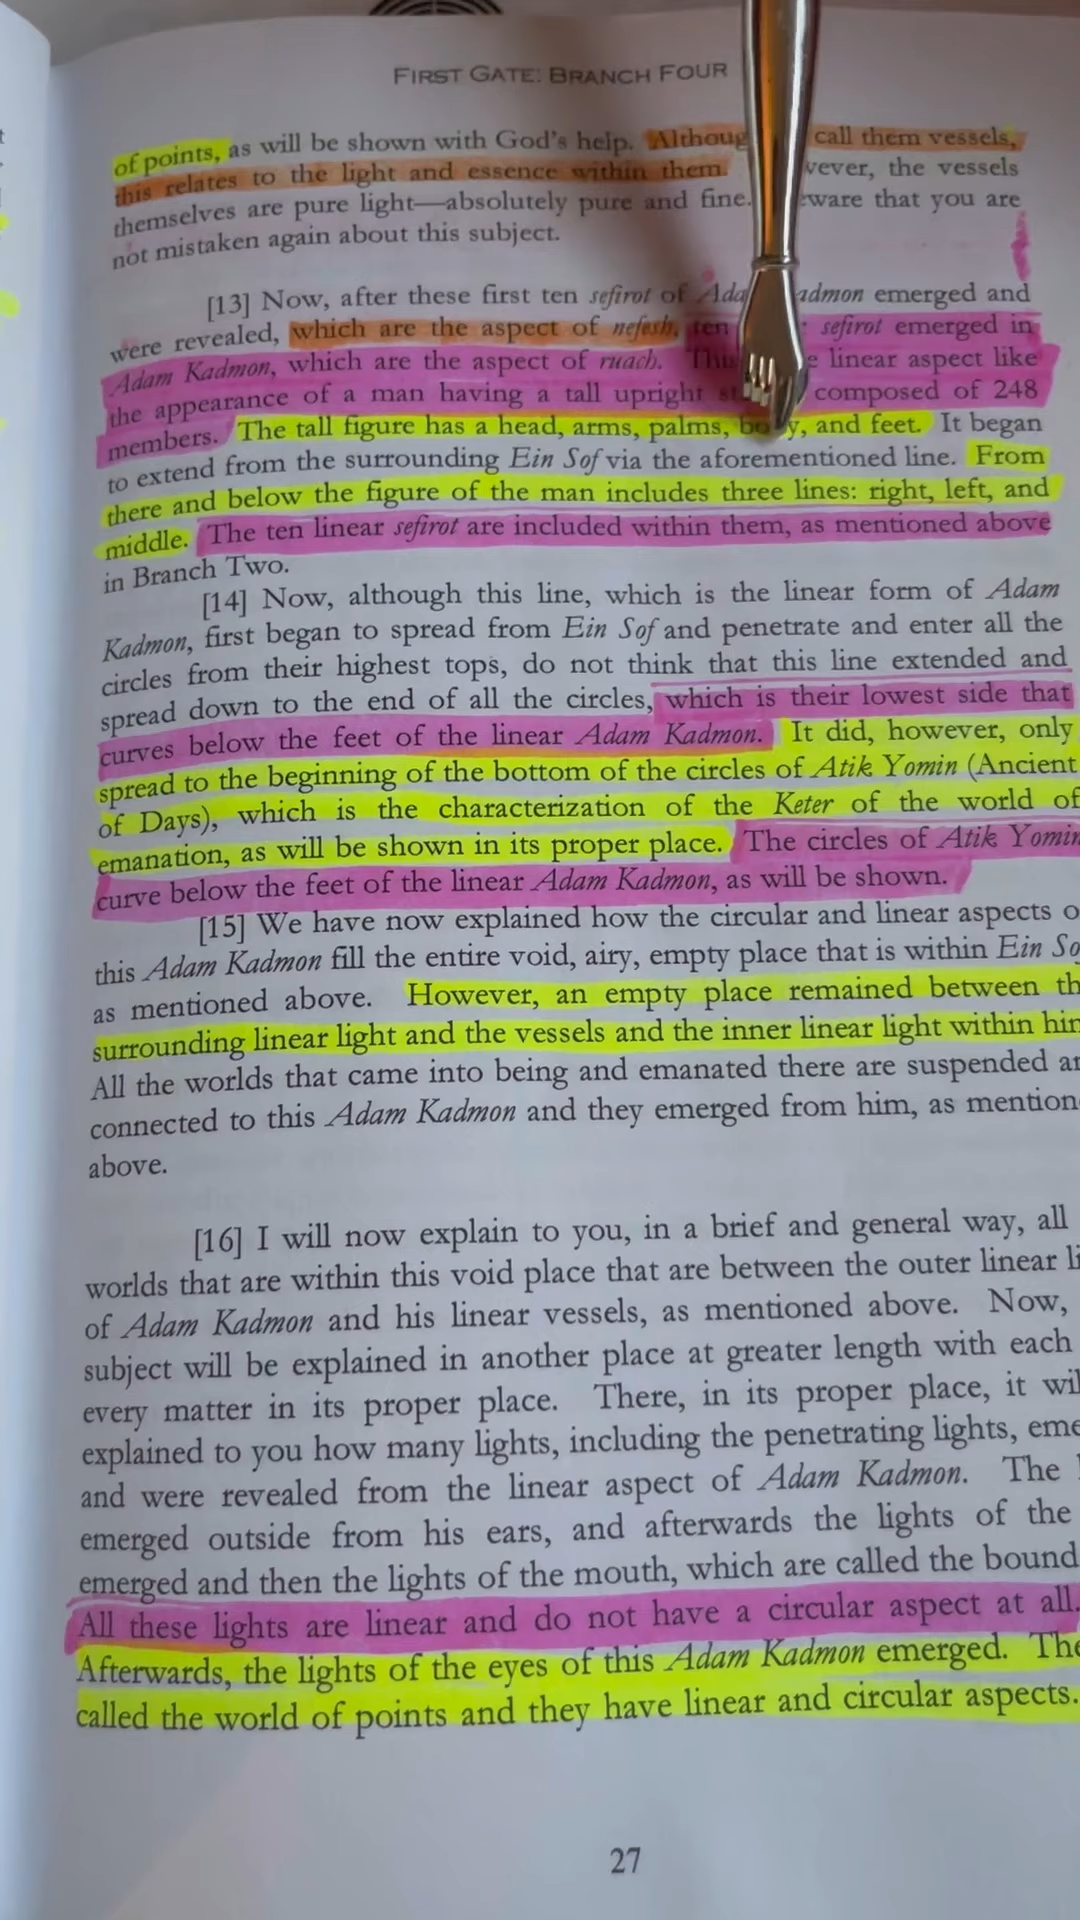 FIRST GATE: BRANCH FOUR
of points, as will be shown with God's help. Althoug call them vessels,
this relates to the light and essence within them. vever, the vessels
themselves are pure light—absolutely pure and fine. ware that you are
not mistaken again about this subject.
[13] Now, after these first ten sefirot of Ada admon emerged and
were revealed, which are the aspect of nefesh, ten sefirot emerged in
Adam Kadmon, which are the aspect of ruach. This e linear aspect like
the appearance of a man having a tall upright st composed of 248
members. The tall figure has a head, arms, palms, body, and feet. It began
to extend from the surrounding Ein Sof via the aforementioned line. From
there and below the figure of the man includes three lines: right, left, and
middle. The ten linear sefirot are included within them, as mentioned above
in Branch Two.
[14] Now, although this line, which is the linear form of Adam
Kadmon, first began to spread from Ein Sof and penetrate and enter all the
circles from their highest tops, do not think that this line extended and
spread down to the end of all the circles, which is their lowest side that
curves below the feet of the linear Adam Kadmon. It did, however, only
spread to the beginning of the bottom of the circles of Atik Yomin (Ancient
of Days), which is the characterization of the Keter of the world of
emanation, as will be shown in its proper place. The circles of Atik Yomin
curve below the feet of the linear Adam Kadmon, as will be shown.
[15] We have now explained how the circular and linear aspects o
this Adam Kadmon fill the entire void, airy, empty place that is within Ein So
as mentioned above. However, an empty place remained between th
surrounding linear light and the vessels and the inner linear light within him
All the worlds that came into being and emanated there are suspended an
connected to this Adam Kadmon and they emerged from him, as mention
above.
[16] I will now explain to you, in a brief and general way, all
worlds that are within this void place that are between the outer linear li
of Adam Kadmon and his linear vessels, as mentioned above. Now,
subject will be explained in another place at greater length with each
every matter in its proper place. There, in its proper place, it wil
explained to you how many lights, including the penetrating lights, eme
and were revealed from the linear aspect of Adam Kadmon. The
emerged outside from his ears, and afterwards the lights of the
emerged and then the lights of the mouth, which are called the bound
All these lights are linear and do not have a circular aspect at all.
Afterwards, the lights of the eyes of this Adam Kadmon emerged. The
called the world of points and they have linear and circular aspects.
27